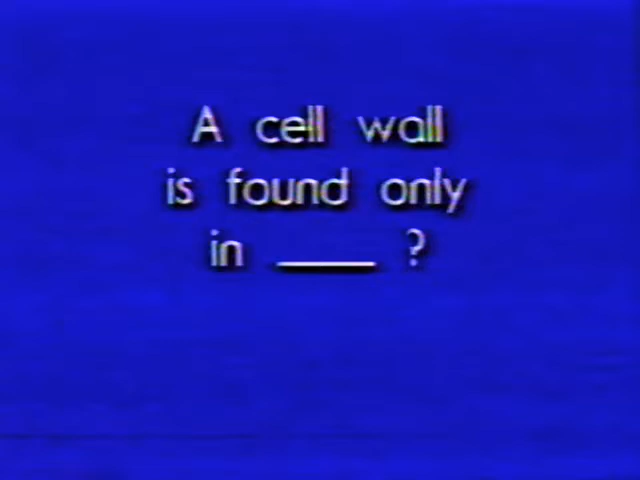 A cell wall
is found only
in ____ ?